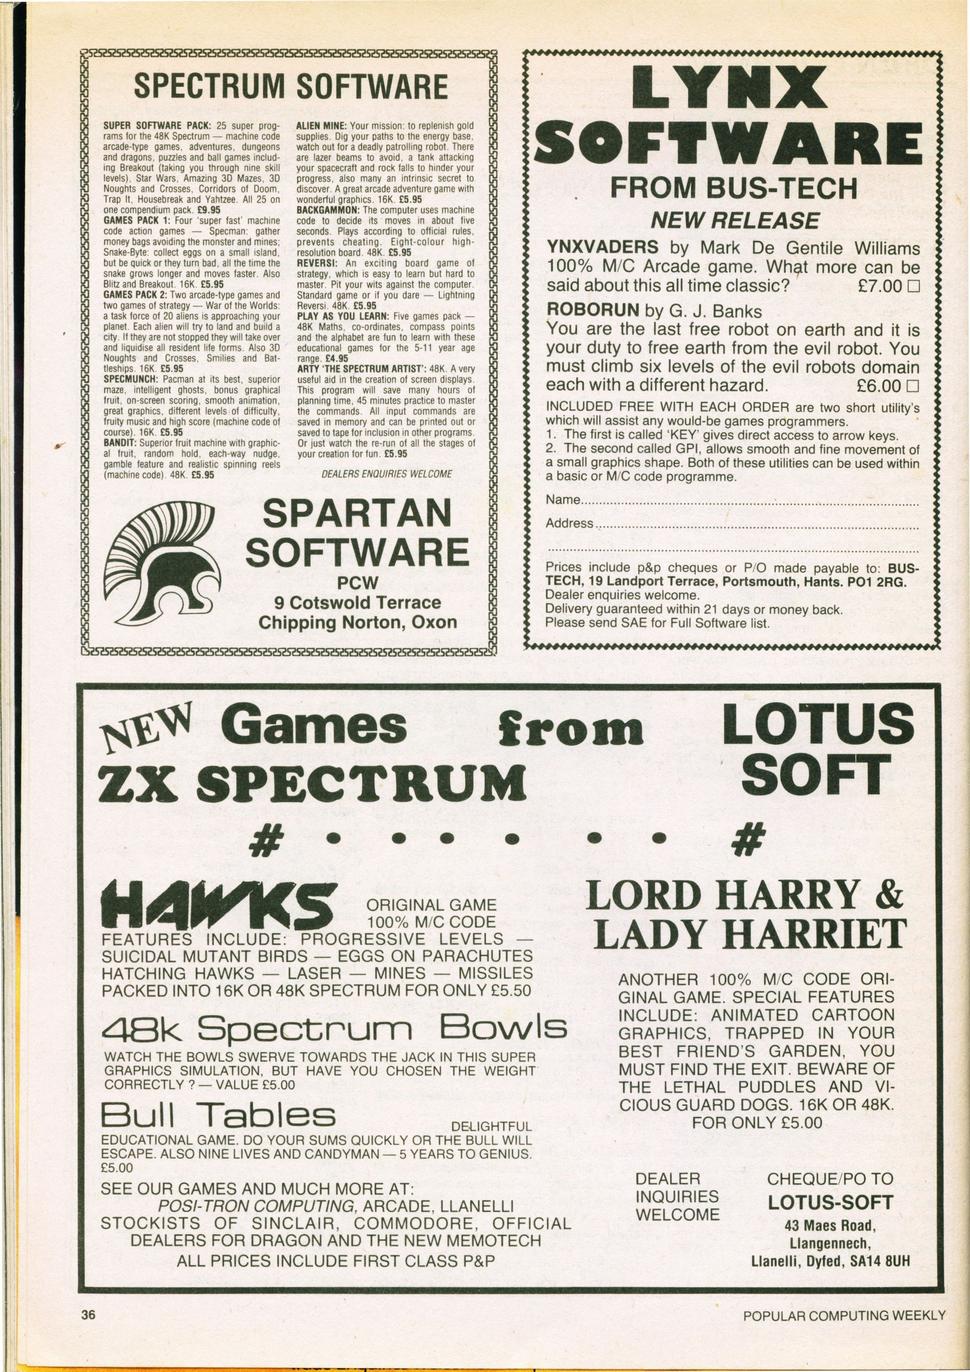 SPECTRUM SOFTWARE
SUPER SOFTWARE PACK: 25 super prog-
rams for the 48K Spectrum — machine code
arcade-type games, adventures, dungeons
and dragons, puzzles and ball games includ-
ing Breakout (taking you through nine skill
levels), Star Wars, Amazing 3D Mazes, 3D
Noughts and Crosses, Corridors of Doom,
Trap It, Housebreak and Yahtzee. All 25 on
one compendium pack. £9.95
GAMES PACK 1: Four 'super fast' machine
code action games — Specman: gather
money bags avoiding the monster and mines;
Snake-Byte: collect eggs on a small island,
but be quick or they turn bad, all the time the
snake grows longer and moves faster. Also
Blitz and Breakout. 16K. £5.95
GAMES PACK 2: Two arcade-type games and
two games of strategy — War of the Worlds:
a task force of 20 aliens is approaching your
planet. Each alien will try to land and build a
city. If they are not stopped they will take over
and liquidise all resident life forms. Also 3D
Noughts and Crosses, Smilies and Bat-
tleships. 16K. £5.95
SPECMUNCH: Pacman at its best, superior
maze, intelligent ghosts, bonus graphical
fruit, on-screen scoring, smooth animation,
great graphics, different levels of difficulty,
fruity music and high score (machine code of
course). 16K. £5.95
BANDIT: Superior fruit machine with graphic-
al fruit, random hold, each-way nudge,
gamble feature and realistic spinning reels
(machine code). 48K. £5.95
ALIEN MINE: Your mission: to replenish gold
supplies. Dig your paths to the energy base,
watch out for a deadly patrolling robot. There
are lazer beams to avoid, a tank attacking
your spacecraft and rock falls to hinder your
progress, also many an intrinsic secret to
discover. A great arcade adventure game with
wonderful graphics. 16K. £5.95
BACKGAMMON: The computer uses machine
code to decide its moves in about five
seconds. Plays according to official rules,
prevents cheating. Eight-colour high-
resolution board. 48K. £5.95
REVERSI: An exciting board game of
strategy, which is easy to learn but hard to
master. Pit your wits against the computer.
Standard game or if you dare — Lightning
Reversi. 48K. £5.95
PLAY AS YOU LEARN: Five games pack —
48K Maths, co-ordinates, compass points
and the alphabet are fun to learn with these
educational games for the 5-11 year age
range. £4.95
ARTY 'THE SPECTRUM ARTIST': 48K. A very
useful aid in the creation of screen displays.
This program will save many hours of
planning time, 45 minutes practice to master
the commands. All input commands are
saved in memory and can be printed out or
saved to tape for inclusion in other programs.
Or just watch the re-run of all the stages of
your creation for fun. £5.95
DEALERS ENQUIRIES WELCOME
SPARTAN
SOFTWARE
PCW
9 Cotswold Terrace
Chipping Norton, Oxon
LYNX
SOFTWARE
FROM BUS-TECH
NEW RELEASE
YNXVADERS by Mark De Gentile Williams
100% M/C Arcade game. What more can be
said about this all time classic? £7.00 □
ROBORUN by G. J. Banks
You are the last free robot on earth and it is
your duty to free earth from the evil robot. You
must climb six levels of the evil robots domain
each with a different hazard. £6.00 □
INCLUDED FREE WITH EACH ORDER are two short utility's
which will assist any would-be games programmers.
1. The first is called 'KEY' gives direct access to arrow keys.
2. The second called GPI, allows smooth and fine movement of
a small graphics shape. Both of these utilities can be used within
a basic or M/C code programme.
Name
Address
Prices include p&p cheques or P/O made payable to: BUS-
TECH, 19 Landport Terrace, Portsmouth, Hants. PO1 2RG.
Dealer enquiries welcome.
Delivery guaranteed within 21 days or money back.
Please send SAE for Full Software list.
NEW Games from LOTUS
ZX SPECTRUM SOFT
# • • • • • • #
HAWKS ORIGINAL GAME
100% M/C CODE
FEATURES INCLUDE: PROGRESSIVE LEVELS —
SUICIDAL MUTANT BIRDS — EGGS ON PARACHUTES
HATCHING HAWKS — LASER — MINES — MISSILES
PACKED INTO 16K OR 48K SPECTRUM FOR ONLY £5.50
48k Spectrum Bowls
WATCH THE BOWLS SWERVE TOWARDS THE JACK IN THIS SUPER
GRAPHICS SIMULATION, BUT HAVE YOU CHOSEN THE WEIGHT
CORRECTLY ? — VALUE £5.00
Bull Tables DELIGHTFUL
EDUCATIONAL GAME. DO YOUR SUMS QUICKLY OR THE BULL WILL
ESCAPE. ALSO NINE LIVES AND CANDYMAN — 5 YEARS TO GENIUS.
£5.00
SEE OUR GAMES AND MUCH MORE AT:
POSI-TRON COMPUTING, ARCADE, LLANELLI
STOCKISTS OF SINCLAIR, COMMODORE, OFFICIAL
DEALERS FOR DRAGON AND THE NEW MEMOTECH
ALL PRICES INCLUDE FIRST CLASS P&P
LORD HARRY &
LADY HARRIET
ANOTHER 100% M/C CODE ORI-
GINAL GAME. SPECIAL FEATURES
INCLUDE: ANIMATED CARTOON
GRAPHICS, TRAPPED IN YOUR
BEST FRIEND'S GARDEN, YOU
MUST FIND THE EXIT. BEWARE OF
THE LETHAL PUDDLES AND VI-
CIOUS GUARD DOGS. 16K OR 48K.
FOR ONLY £5.00
DEALER
INQUIRIES
WELCOME
CHEQUE/PO TO
LOTUS-SOFT
43 Maes Road,
Llangennech,
Llanelli, Dyfed, SA14 8UH
36
POPULAR COMPUTING WEEKLY